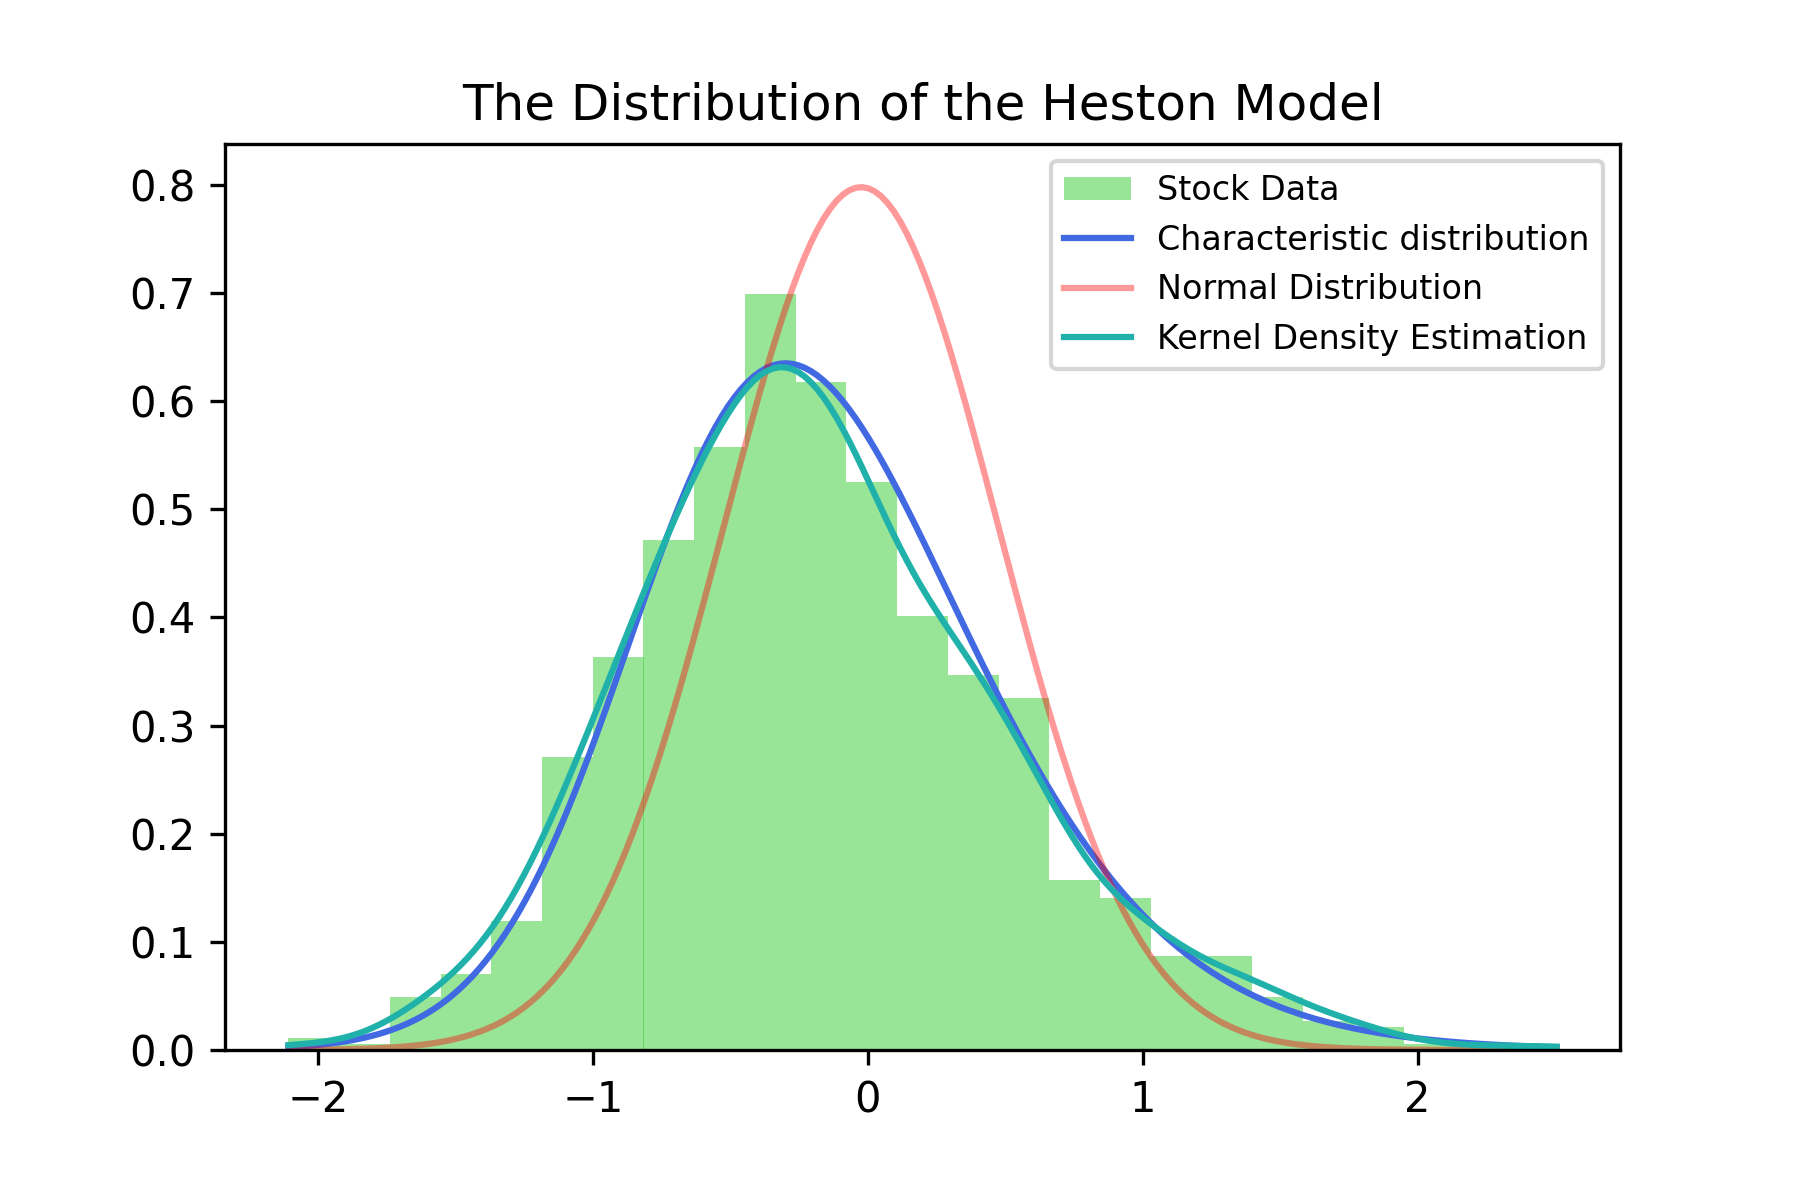 The Distribution of the Heston Model
Stock Data
Characteristic distribution
Normal Distribution
Kernel Density Estimation
0.8
0.7
0.6
0.5
0.4
0.3
0.2
0.1
0.0
−2
−1
0
1
2